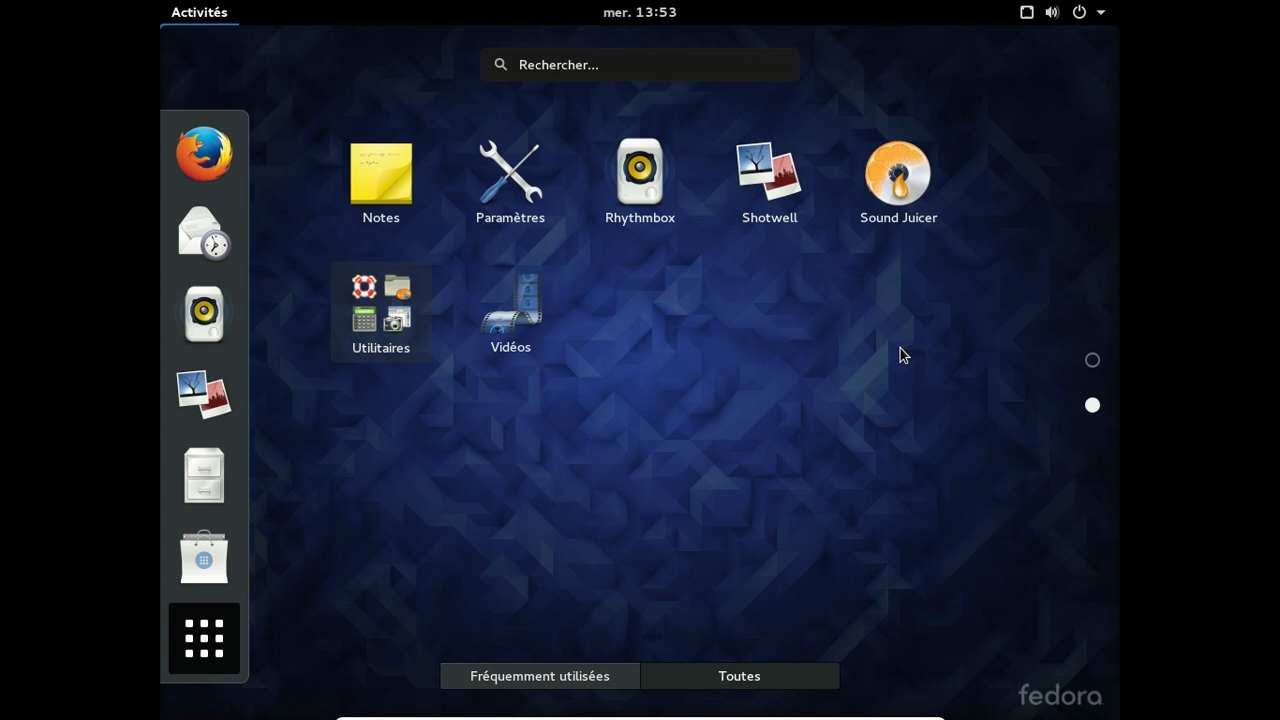 Activités
mer. 13:53
Rechercher...
Notes
Paramètres
Rhythmbox
Shotwell
Sound Juicer
Utilitaires
Vidéos
Fréquemment utilisées
Toutes
fedora